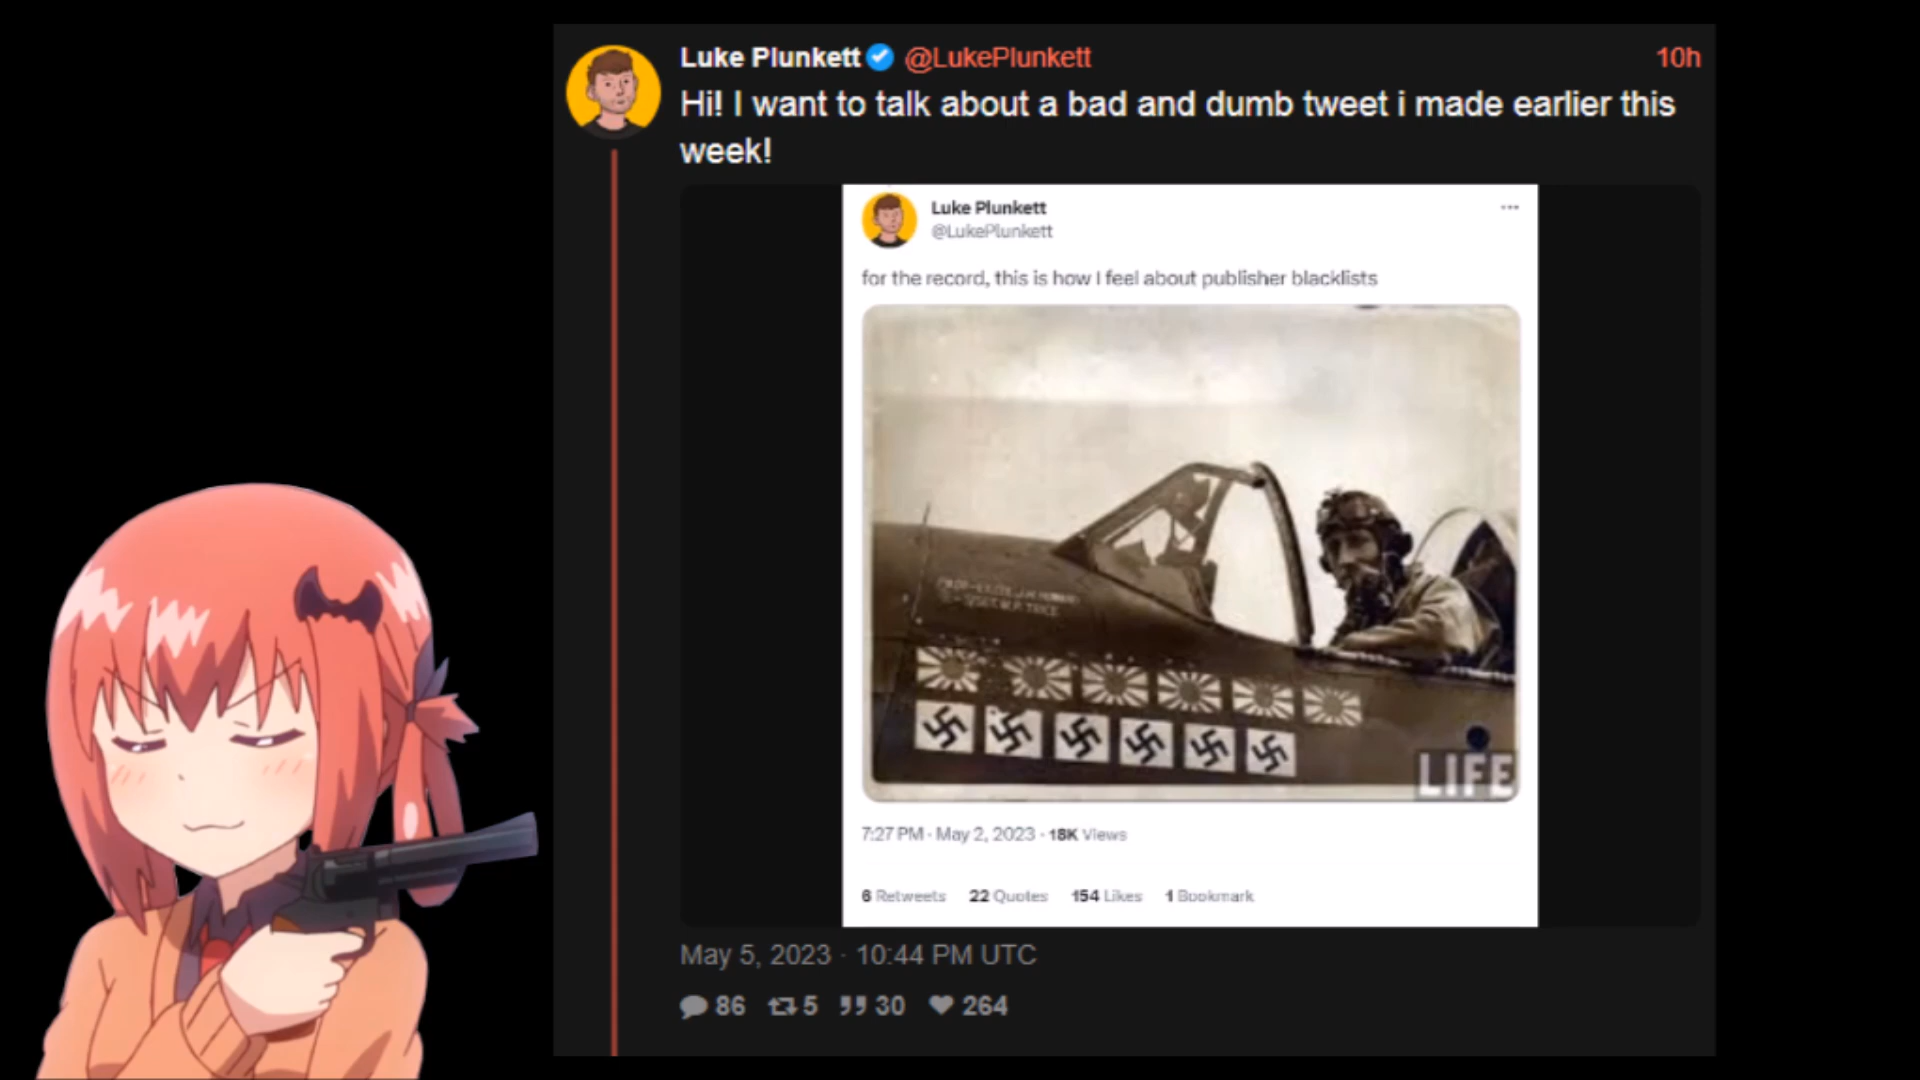 Luke Plunkett @LukePlunkett 10h
Hi! I want to talk about a bad and dumb tweet i made earlier this
week!
Luke Plunkett
@LukePlunkett
for the record, this is how I feel about publisher blacklists
LIFE
7:27 PM · May 2, 2023 · 18K Views
6 Retweets 22 Quotes 154 Likes 1 Bookmark
May 5, 2023 · 10:44 PM UTC
86 5 30 264